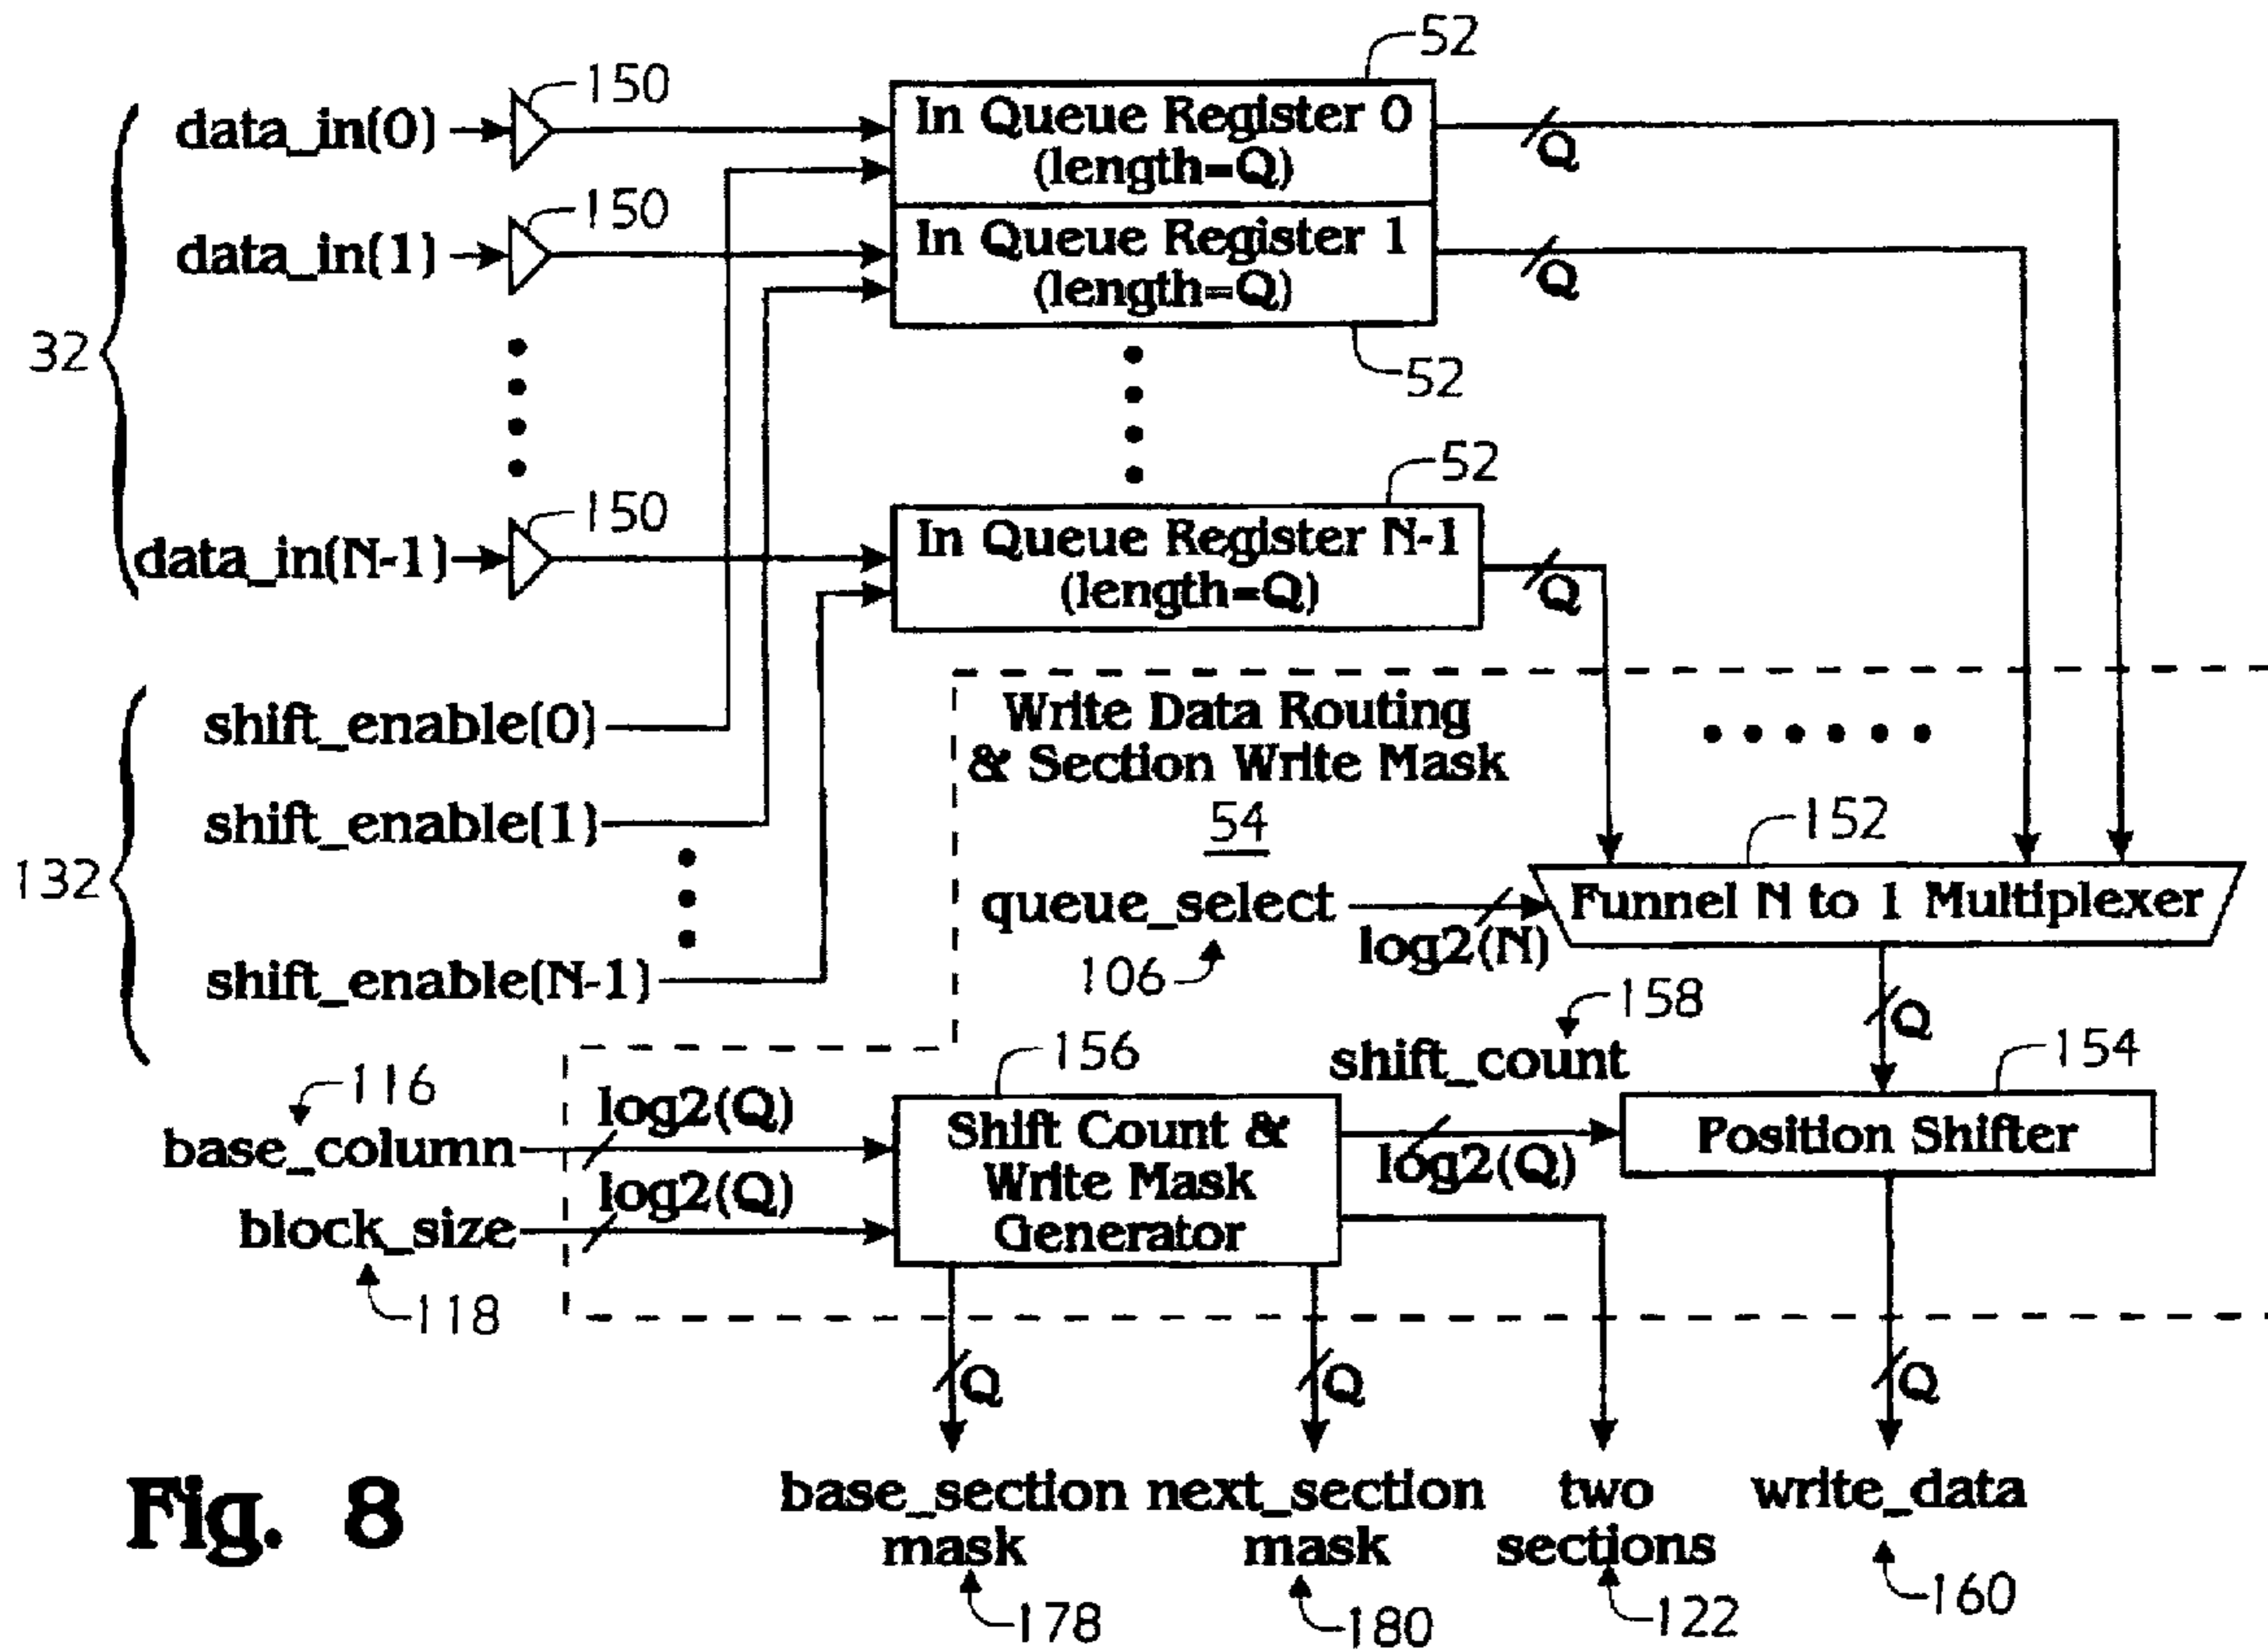 52
150
data_in(0)
In Queue Register 0
(length=Q)
Q
150
data_in(1)
In Queue Register 1
(length=Q)
Q
32
52
52
150
data_in(N-1)
In Queue Register N-1
(length=Q)
Q
132
shift_enable(0)
shift_enable(1)
shift_enable(N-1)
Write Data Routing
& Section Write Mask
54
152
queue_select
log2(N)
Funnel N to 1 Multiplexer
106
158
Q
shift_count
156
154
116
base_column
log2(Q)
block_size
log2(Q)
118
Shift Count &
Write Mask
Generator
log2(Q)
Position Shifter
Q
Q
Q
base_section
mask
178
next_section
mask
180
two
sections
122
write_data
160
Fig. 8